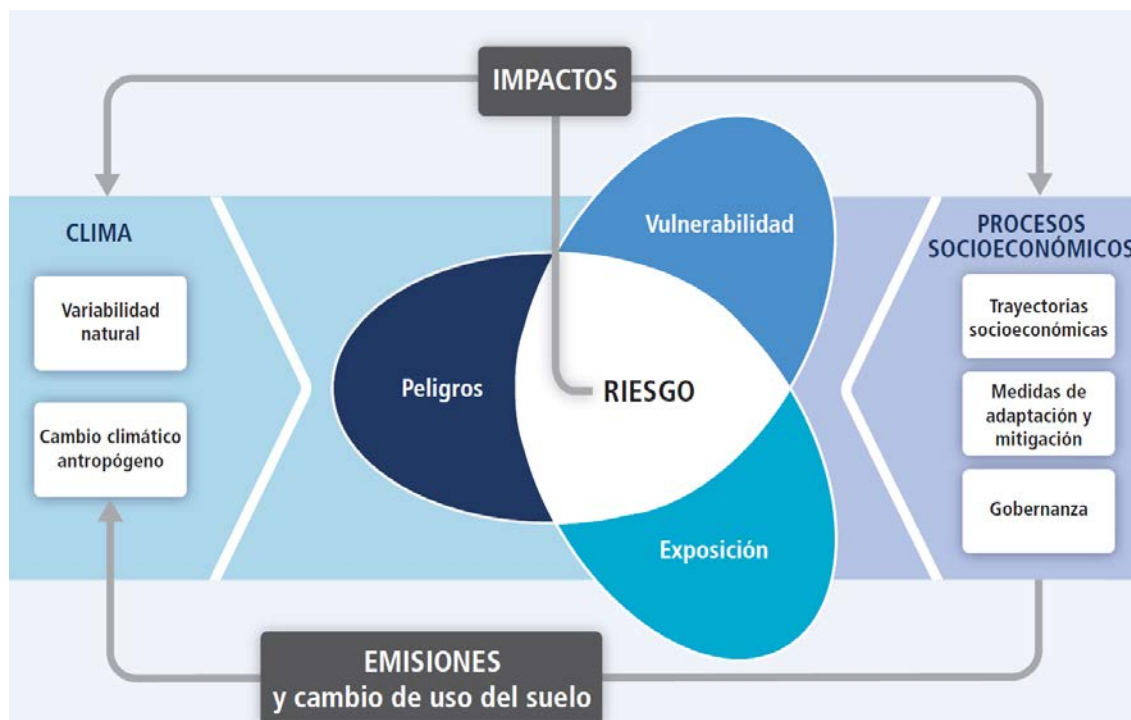 IMPACTOS
CLIMA
Variabilidad
natural
Cambio climático
antropógeno
Vulnerabilidad
Peligros
RIESGO
Exposición
PROCESOS
SOCIOECONÓMICOS
Trayectorias
socioeconómicas
Medidas de
adaptación y
mitigación
Gobernanza
EMISIONES
y cambio de uso del suelo